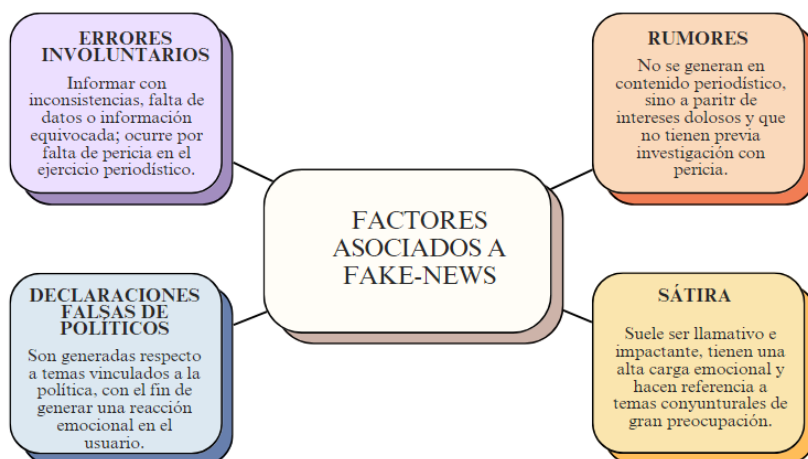 ERRORES
INVOLUNTARIOS
Informar con
inconsistencias, falta de
datos o información
equivocada; ocurre por
falta de pericia en el
ejercicio periodístico.
RUMORES
No se generan en
contenido periodístico,
sino a paritr de
intereses dolosos y que
no tienen previa
investigación con
pericia.
FACTORES
ASOCIADOS A
FAKE-NEWS
DECLARACIONES
FALSAS DE
POLÍTICOS
Son generadas respecto
a temas vinculados a la
política, con el fin de
generar una reacción
emocional en el
usuario.
SÁTIRA
Suele ser llamativo e
impactante, tienen una
alta carga emocional y
hacen referencia a
temas conyunturales de
gran preocupación.